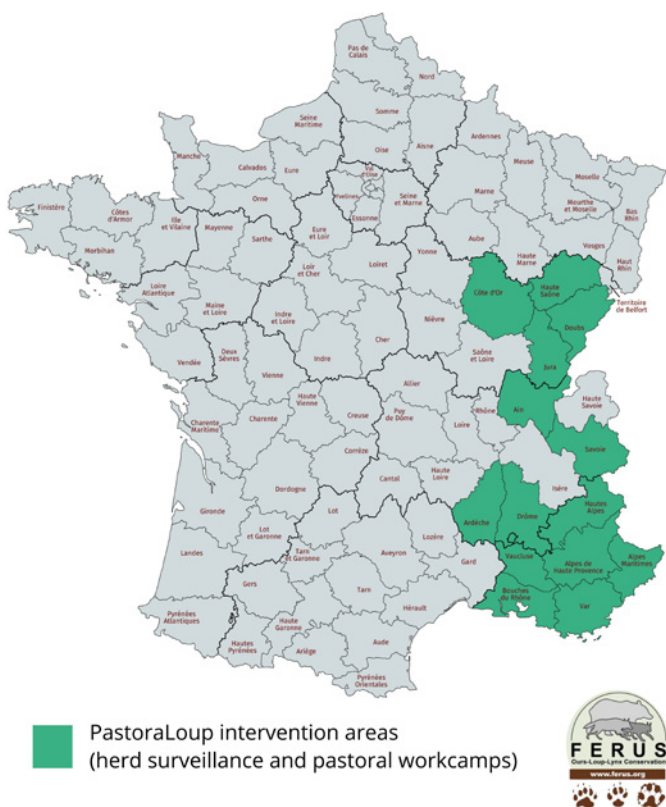 Pas de
Calais
Nord
Somme
Seine
Maritime
Oise
Aisne
Ardennes
Manche
Calvados
Eure
Val
d'Oise
Yvelines
Essonne
Seine
et Marne
Marne
Meuse
Moselle
Meurthe
et Moselle
Bas
Rhin
Orne
Finistère
Côtes
d'Armor
Ille
et Vilaine
Mayenne
Sarthe
Eure
et Loir
Aube
Haute
Marne
Vosges
Haut
Rhin
Morbihan
Loir
et Cher
Loiret
Yonne
Côte d'Or
Haute
Saône
Territoire
de Belfort
Loire
Atlantique
Maine
et Loire
Indre
et Loire
Cher
Nièvre
Doubs
Vendée
Deux
Sèvres
Vienne
Indre
Saône
et Loire
Jura
Allier
Haute
Vienne
Creuse
Puy
de Dôme
Loire
Rhône
Ain
Haute
Savoie
Charente
Maritime
Charente
Corrèze
Savoie
Dordogne
Cantal
Haute
Loire
Isère
Gironde
Lot
Ardèche
Drôme
Hautes
Alpes
Lot
et Garonne
Lozère
Landes
Tarn
et Garonne
Aveyron
Gard
Vaucluse
Alpes
de Haute Provence
Alpes
Maritimes
Gers
Tarn
Hérault
Bouches
du Rhône
Var
Pyrénées
Atlantiques
Hautes
Pyrénées
Haute
Garonne
Ariège
Aude
Pyrénées
Orientales
PastoraLoup intervention areas
(herd surveillance and pastoral workcamps)
FERUS
Ours-Loup-Lynx Conservation
www.ferus.org